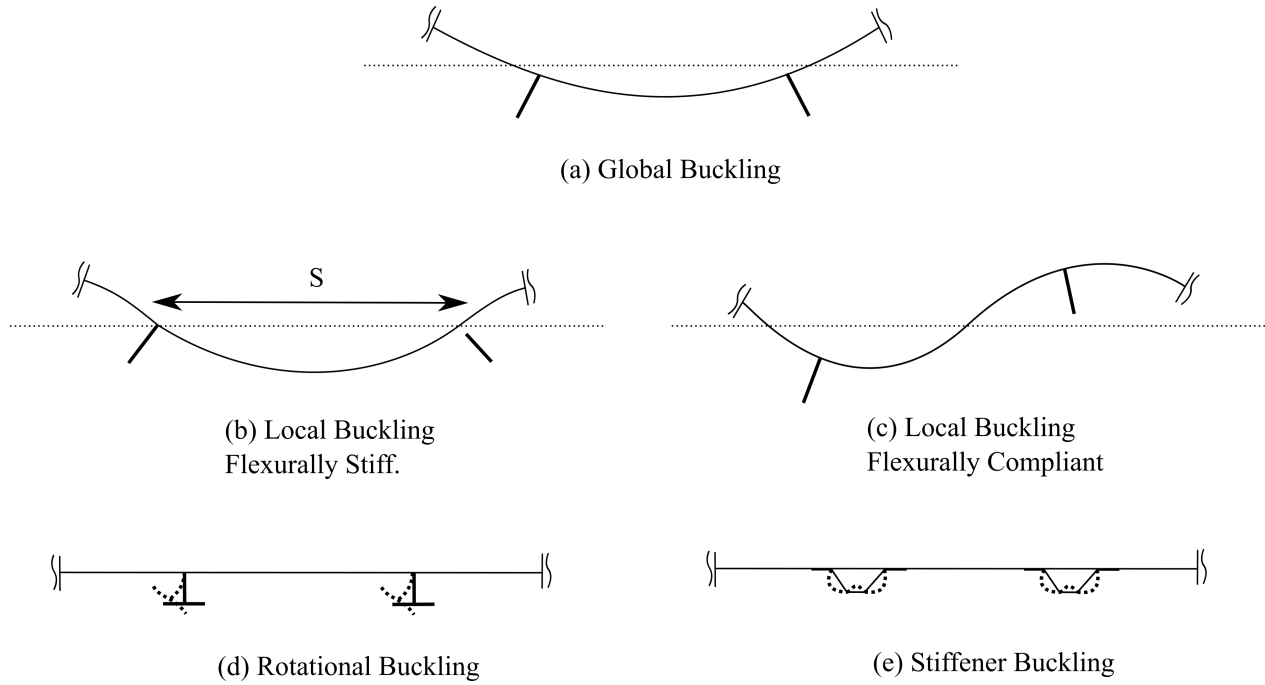 (a) Global Buckling
S
(b) Local Buckling
Flexurally Stiff.
(c) Local Buckling
Flexurally Compliant
(d) Rotational Buckling
(e) Stiffener Buckling